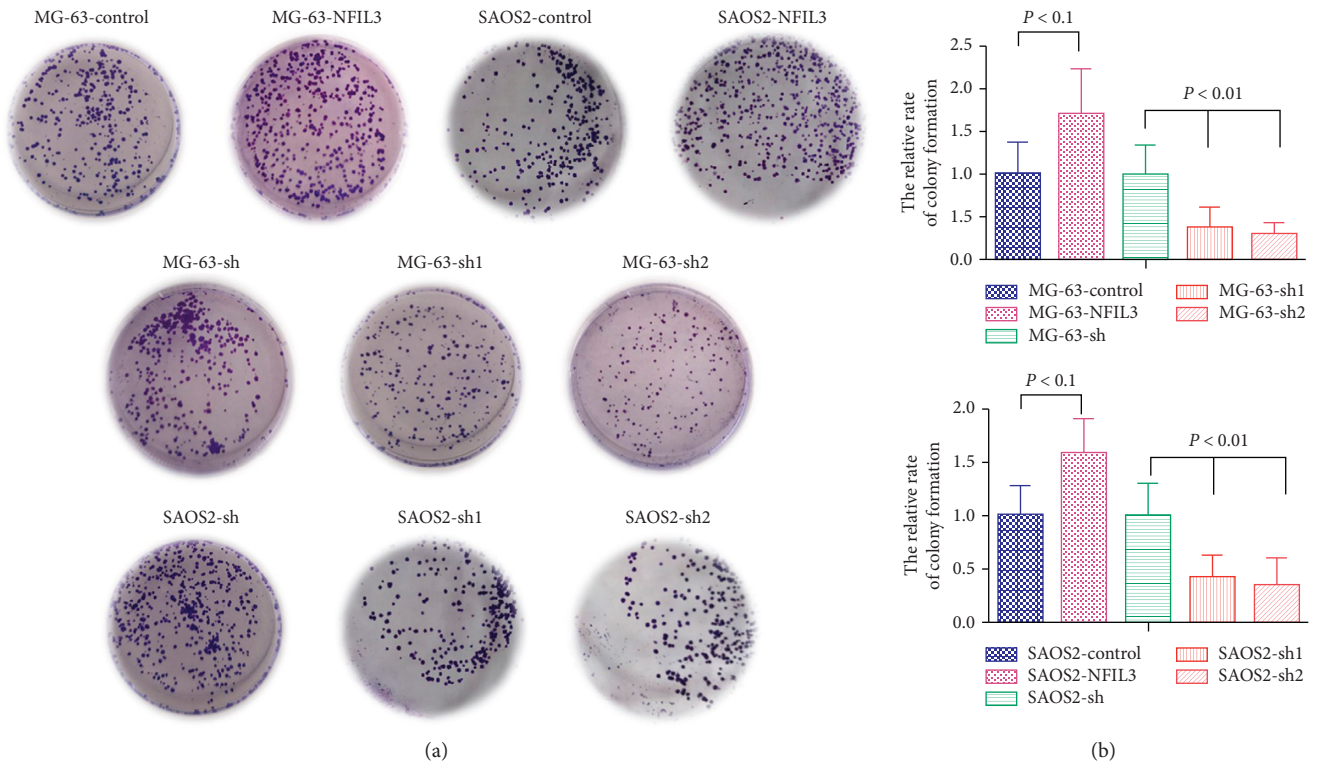 MG-63-control
MG-63-NFIL3
SAOS2-control
SAOS2-NFIL3
MG-63-sh
MG-63-sh1
MG-63-sh2
SAOS2-sh
SAOS2-sh1
SAOS2-sh2
(a)
P < 0.1
P < 0.01
2.5
2.0
1.5
1.0
1.5
0.0
The relative rate
of colony formation
MG-63-control
MG-63-NFIL3
MG-63-sh
MG-63-sh1
MG-63-sh2
P < 0.1
P < 0.01
2.0
1.5
1.0
0.5
0.0
The relative rate
of colony formation
SAOS2-control
SAOS2-NFIL3
SAOS2-sh
SAOS2-sh1
SAOS2-sh2
(b)